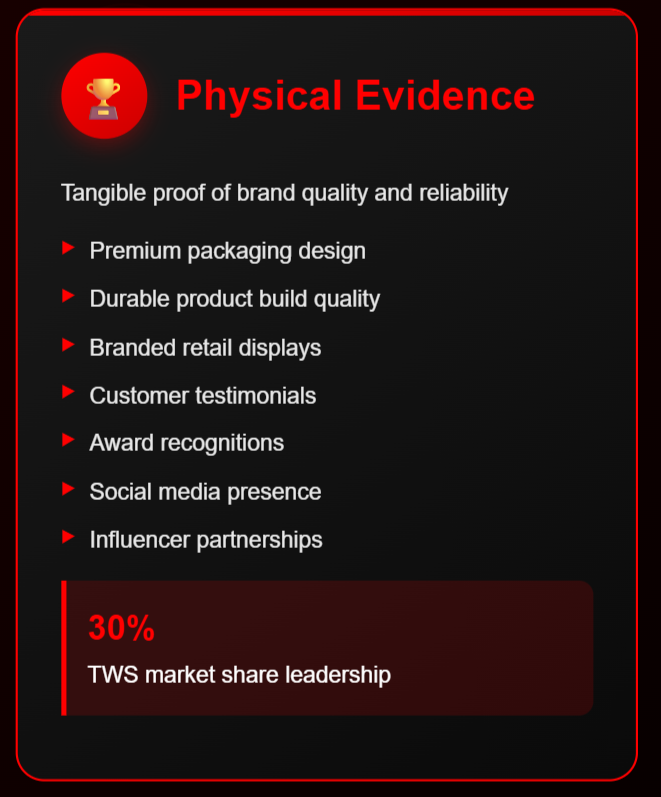 Physical Evidence
Tangible proof of brand quality and reliability
Premium packaging design
Durable product build quality
Branded retail displays
Customer testimonials
Award recognitions
Social media presence
Influencer partnerships
30%
TWS market share leadership